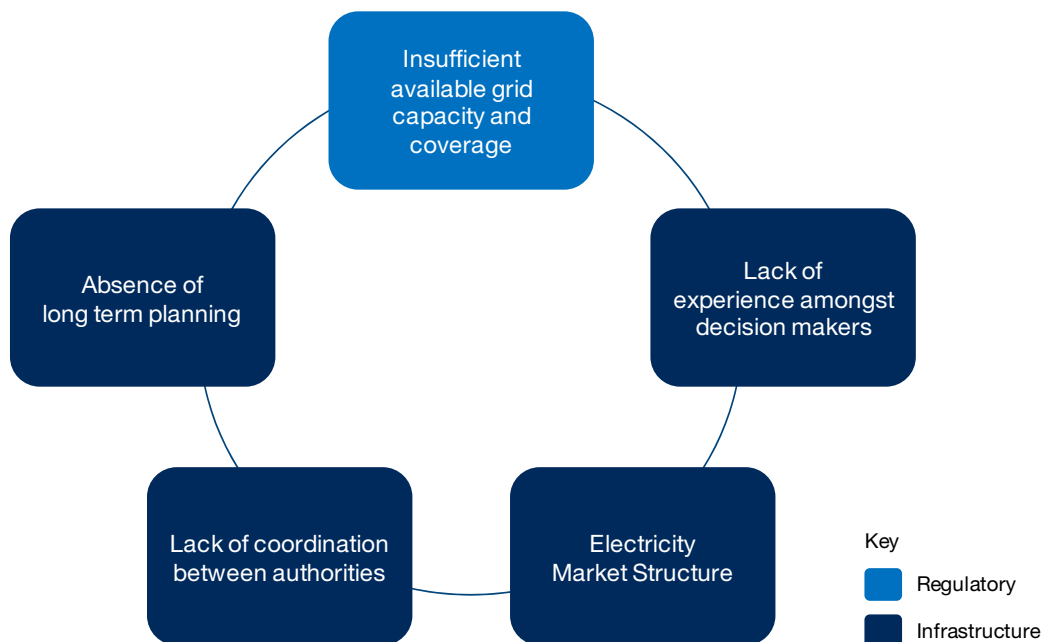 Insufficient
available grid
capacity and
coverage
Absence of
long term planning
Lack of
experience amongst
decision makers
Lack of coordination
between authorities
Electricity
Market Structure
Key
Regulatory
Infrastructure